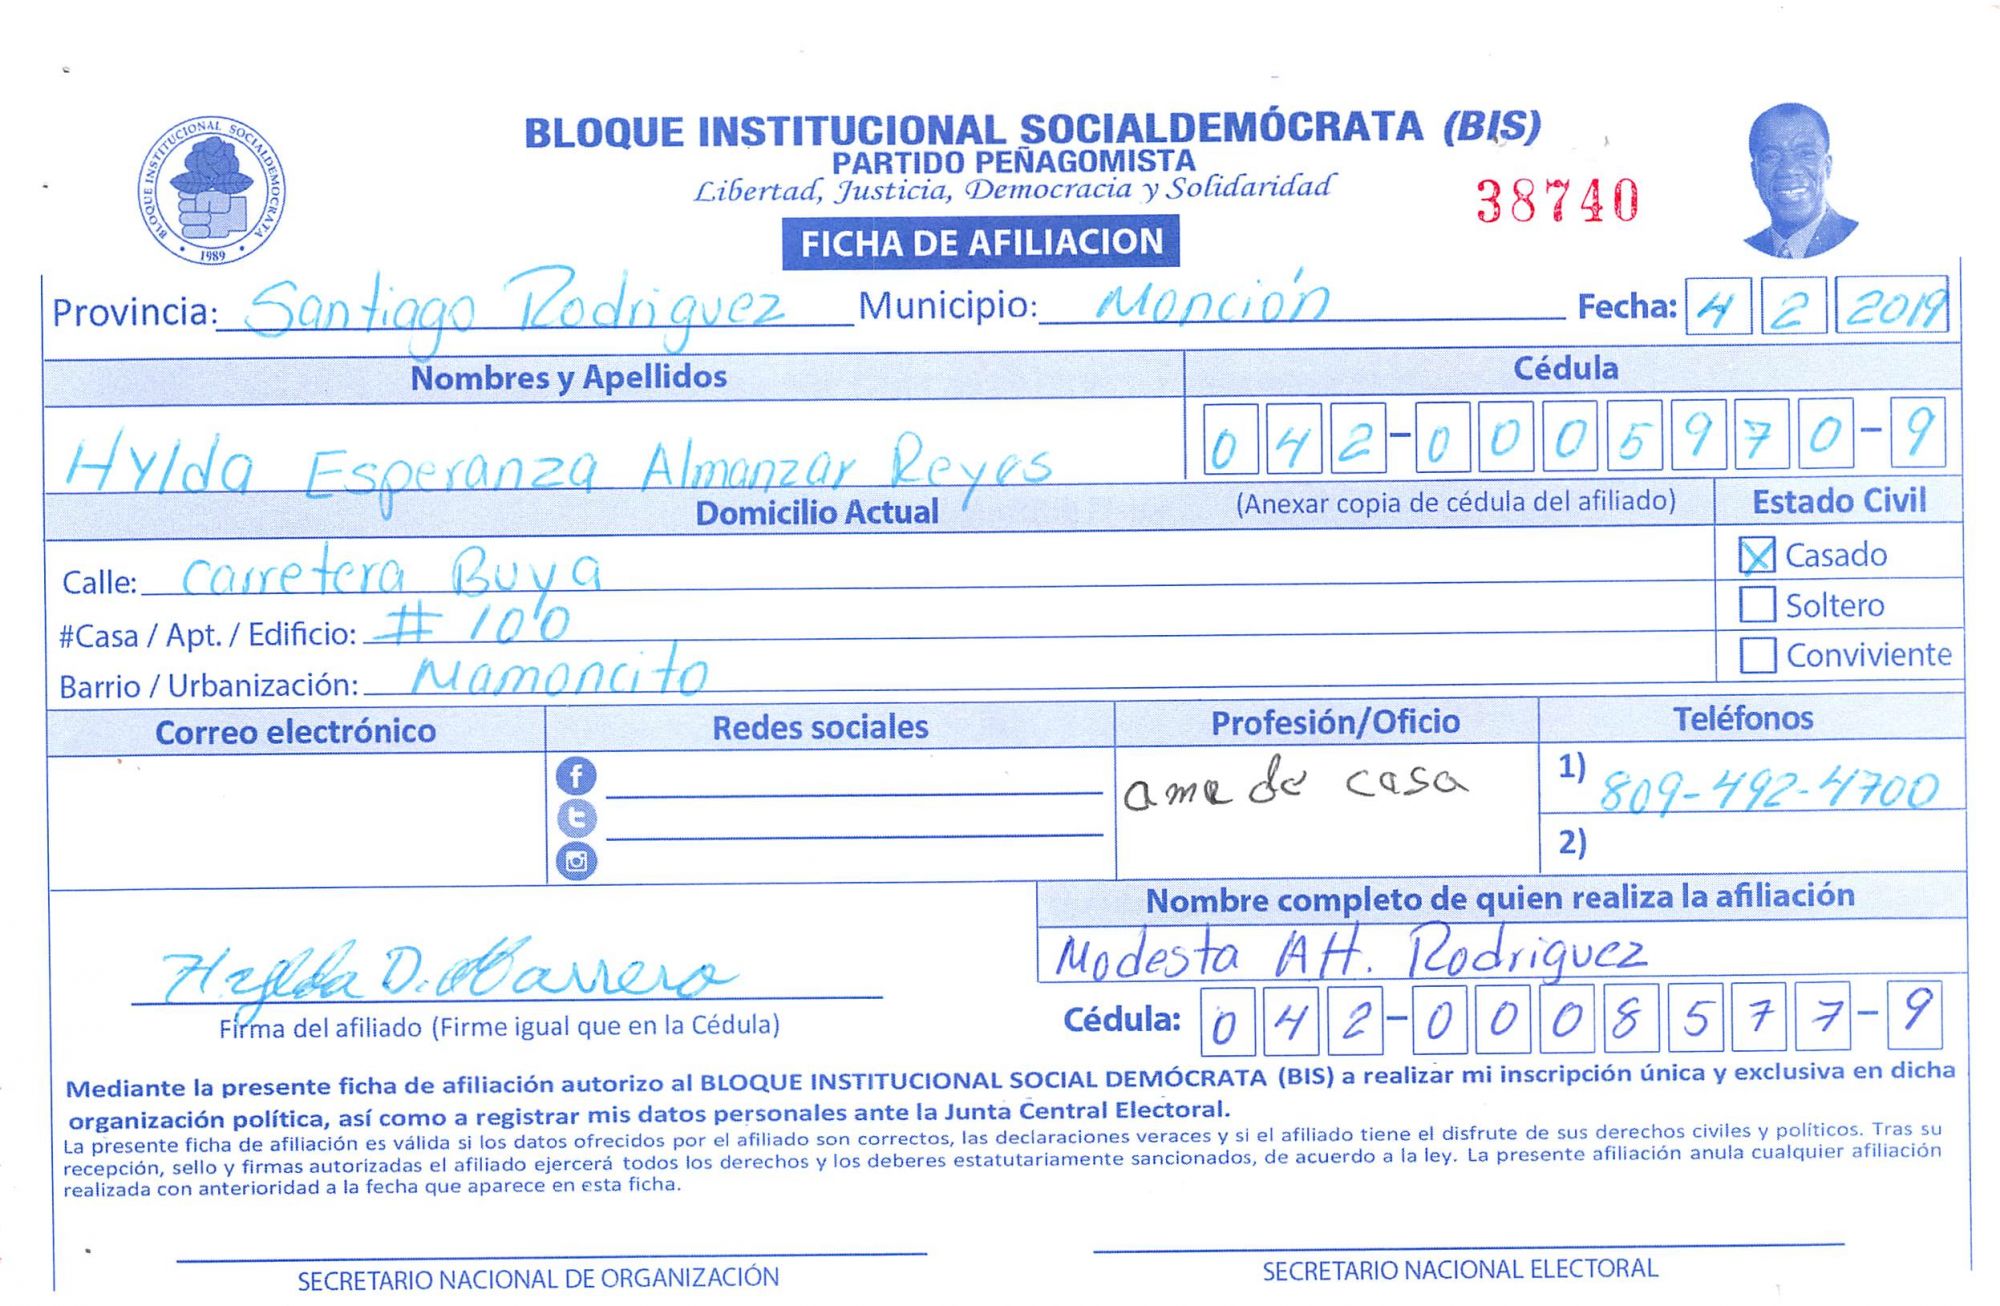 BLOQUE INSTITUCIONAL SOCIALDEMOCRATA
1989
BLOQUE INSTITUCIONAL SOCIALDEMÓCRATA (BIS)
PARTIDO PEÑAGOMISTA
Libertad, Justicia, Democracia y Solidaridad
38740
FICHA DE AFILIACION
Provincia: Santiago Rodriguez Municipio: Monción Fecha: 4 2 2019
Nombres y Apellidos Cédula
Hylda Esperanza Almanzar Reyes 042-0005970-9
Domicilio Actual (Anexar copia de cédula del afiliado) Estado Civil
Calle: Carretera Buya Casado
#Casa / Apt. / Edificio: # 100 Soltero
Barrio / Urbanización: Mamoncito Conviviente
Correo electrónico Redes sociales Profesión/Oficio Teléfonos
ama de casa 1) 809-492-4700
2)
Nombre completo de quien realiza la afiliación
Modesta Alt. Rodriguez
Hylda D.
Firma del afiliado (Firme igual que en la Cédula) Cédula: 042-0008577-9
Mediante la presente ficha de afiliación autorizo al BLOQUE INSTITUCIONAL SOCIAL DEMÓCRATA (BIS) a realizar mi inscripción única y exclusiva en dicha
organización política, así como a registrar mis datos personales ante la Junta Central Electoral.
La presente ficha de afiliación es válida si los datos ofrecidos por el afiliado son correctos, las declaraciones veraces y si el afiliado tiene el disfrute de sus derechos civiles y políticos. Tras su
recepción, sello y firmas autorizadas el afiliado ejercerá todos los derechos y los deberes estatutariamente sancionados, de acuerdo a la ley. La presente afiliación anula cualquier afiliación
realizada con anterioridad a la fecha que aparece en esta ficha.
SECRETARIO NACIONAL DE ORGANIZACIÓN SECRETARIO NACIONAL ELECTORAL